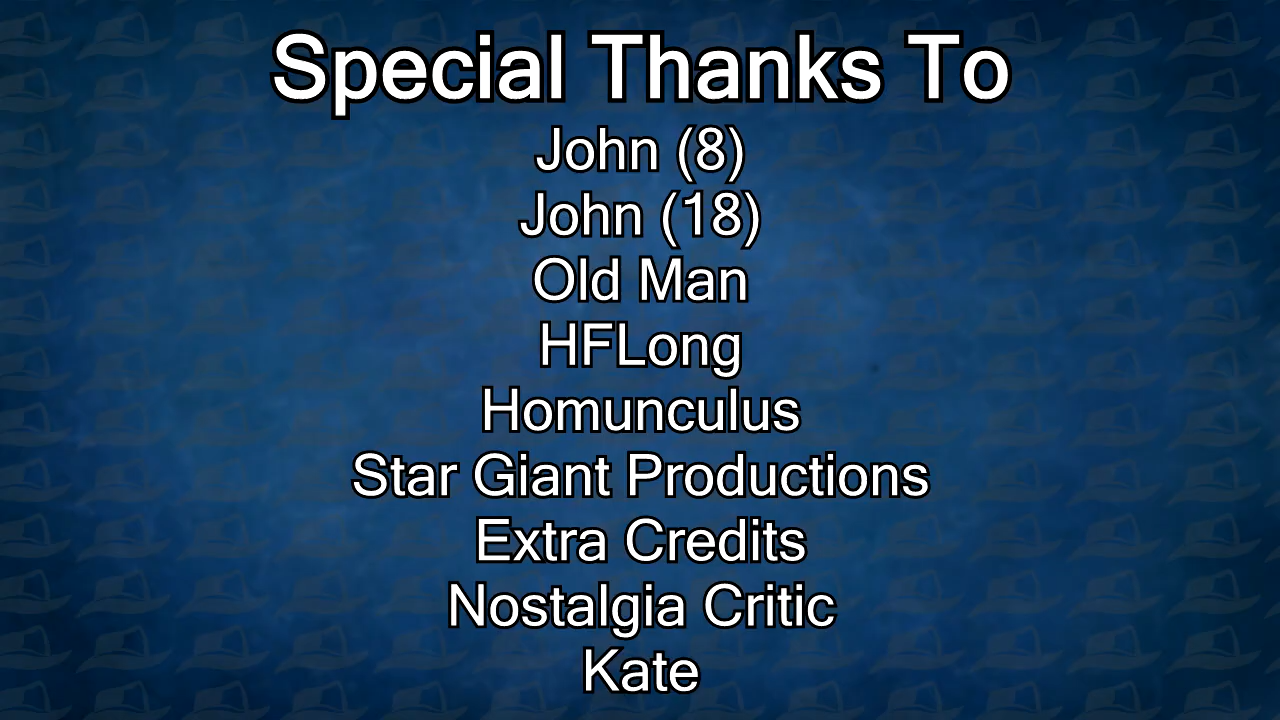 Special Thanks To
John (8)
John (18)
Old Man
HFLong
Homunculus
Star Giant Productions
Extra Credits
Nostalgia Critic
Kate